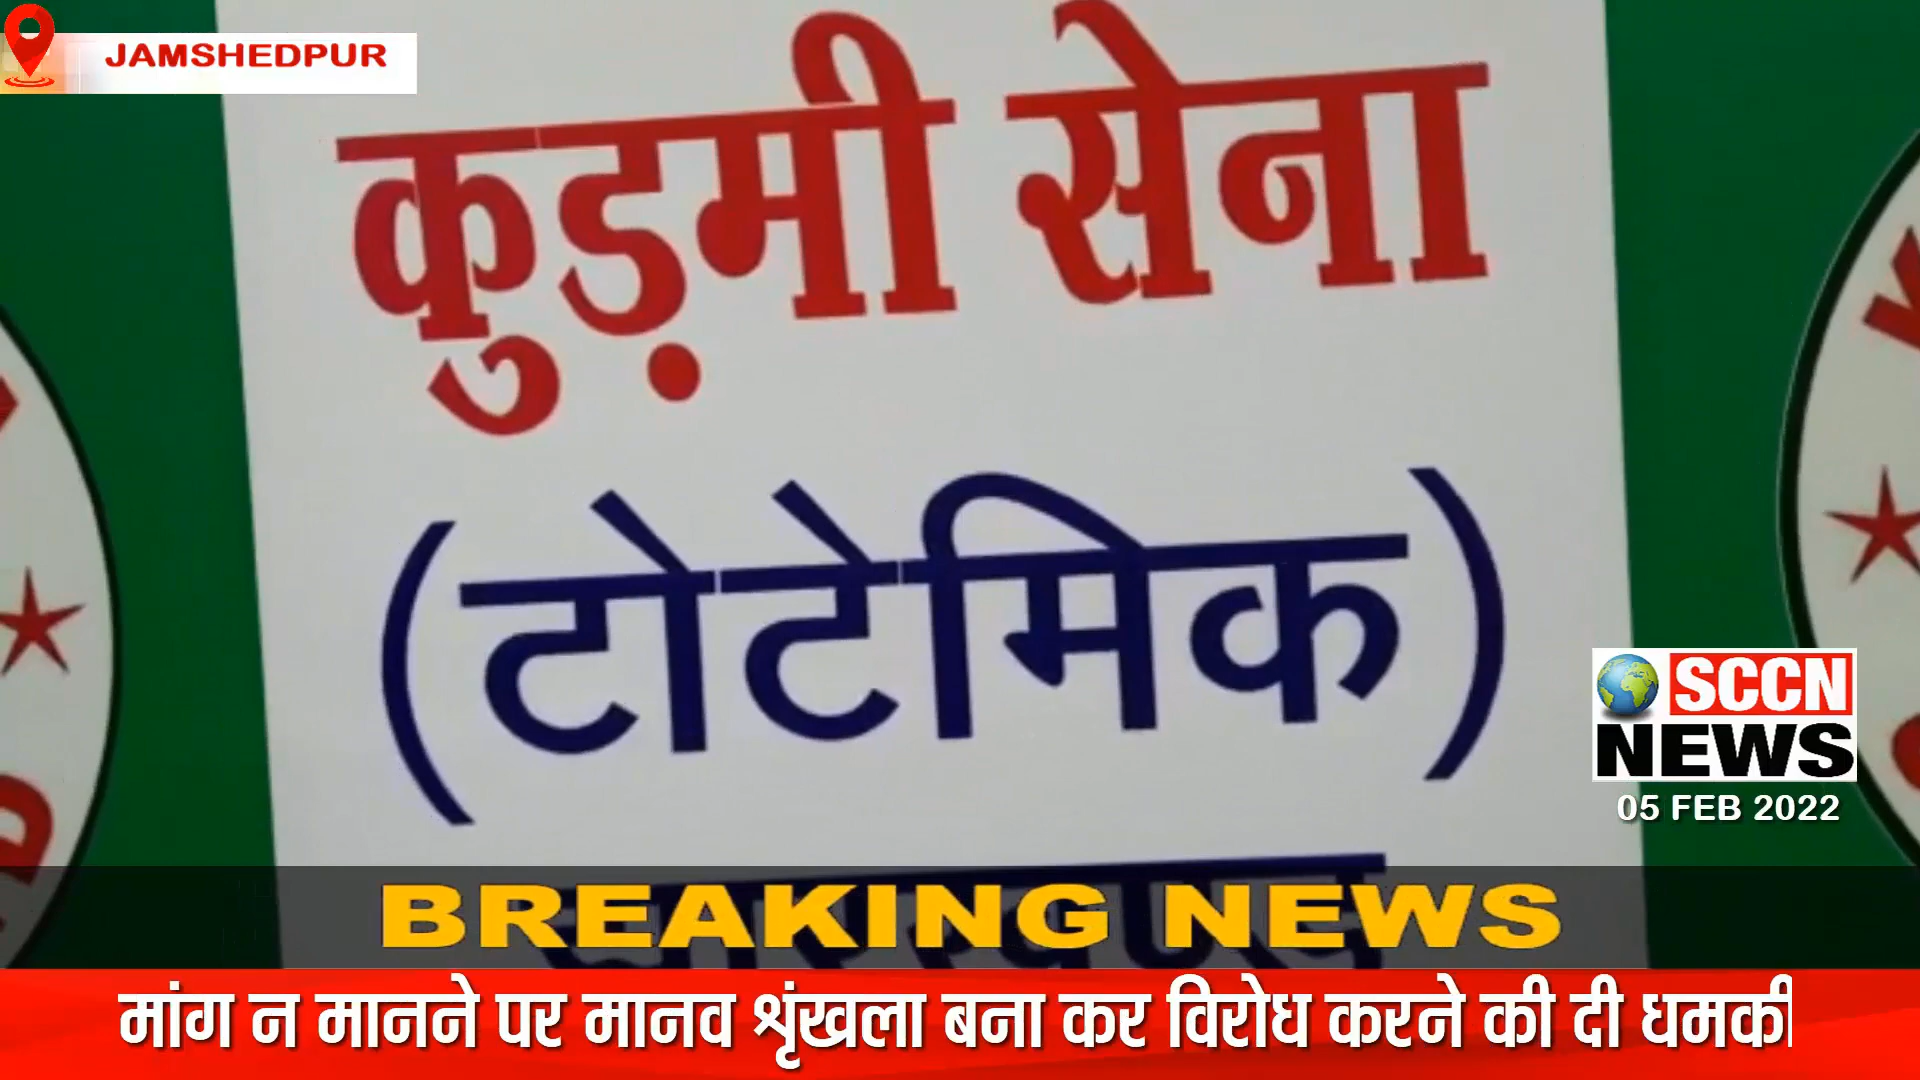 JAMSHEDPUR
कुड़मी सेना
(टोटेमिक)
SCCN
NEWS
05 FEB 2022
BREAKING NEWS
मांग न मानने पर मानव श्रृंखला बना कर विरोध करने की दी धमकी